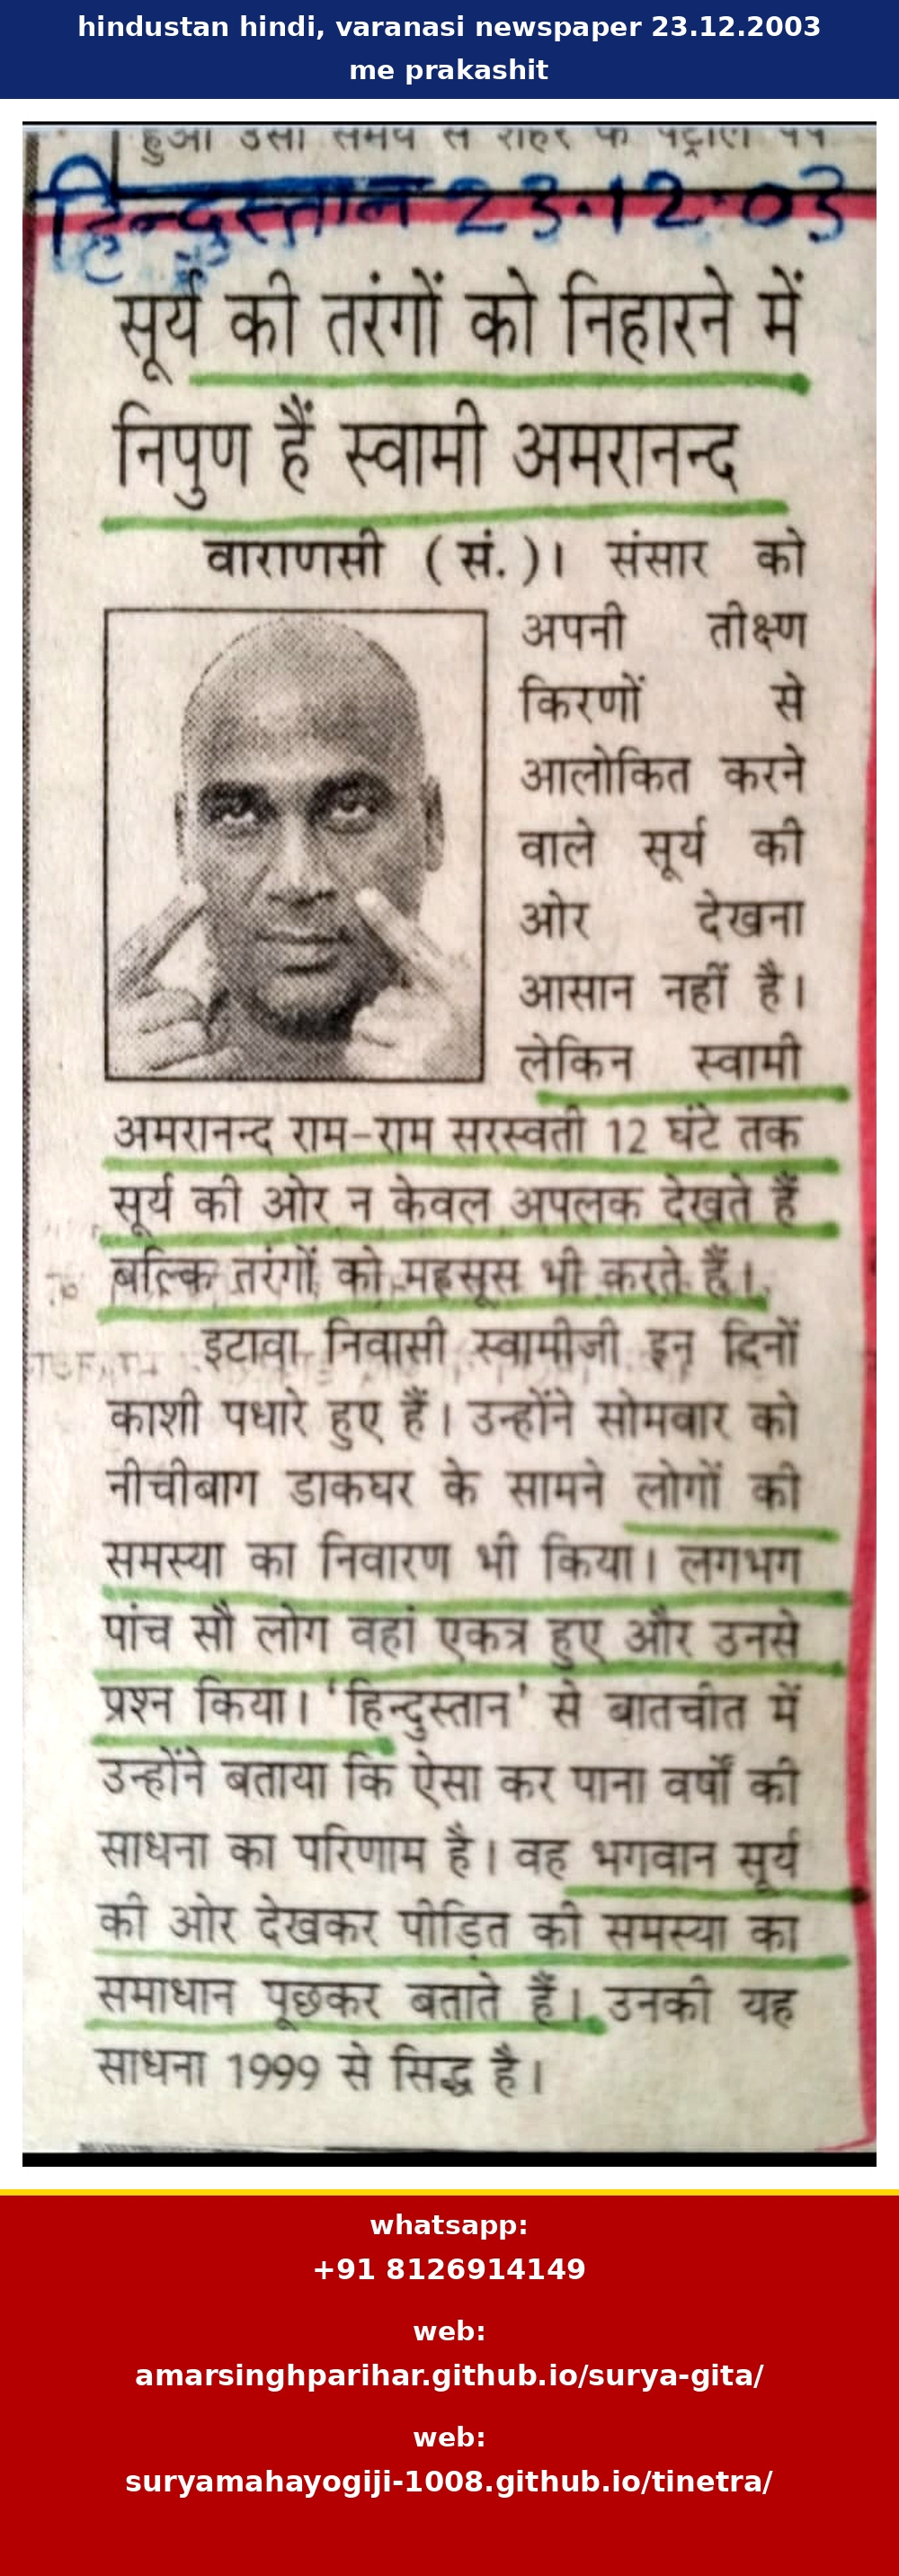 hindustan hindi, varanasi newspaper 23.12.2003
me prakashit
हुआ उसी समय से शहर के पेट्रोल पंप
हिन्दुस्तान 23.12.03
सूर्य की तरंगों को निहारने में
निपुण हैं स्वामी अमरानन्द
वाराणसी (सं.)। संसार को
अपनी तीक्ष्ण
किरणों से
आलोकित करने
वाले सूर्य की
ओर देखना
आसान नहीं है।
लेकिन स्वामी
अमरानन्द राम-राम सरस्वती 12 घंटे तक
सूर्य की ओर न केवल अपलक देखते हैं
बल्कि तरंगों को महसूस भी करते हैं।
इटावा निवासी स्वामीजी इन दिनों
काशी पधारे हुए हैं। उन्होंने सोमवार को
नीचीबाग डाकघर के सामने लोगों की
समस्या का निवारण भी किया। लगभग
पांच सौ लोग वहां एकत्र हुए और उनसे
प्रश्न किया। 'हिन्दुस्तान' से बातचीत में
उन्होंने बताया कि ऐसा कर पाना वर्षों की
साधना का परिणाम है। वह भगवान सूर्य
की ओर देखकर पीड़ित की समस्या का
समाधान पूछकर बताते हैं। उनकी यह
साधना 1999 से सिद्ध है।
whatsapp:
+91 8126914149
web:
amarsinghparihar.github.io/surya-gita/
web:
suryamahayogiji-1008.github.io/tinetra/